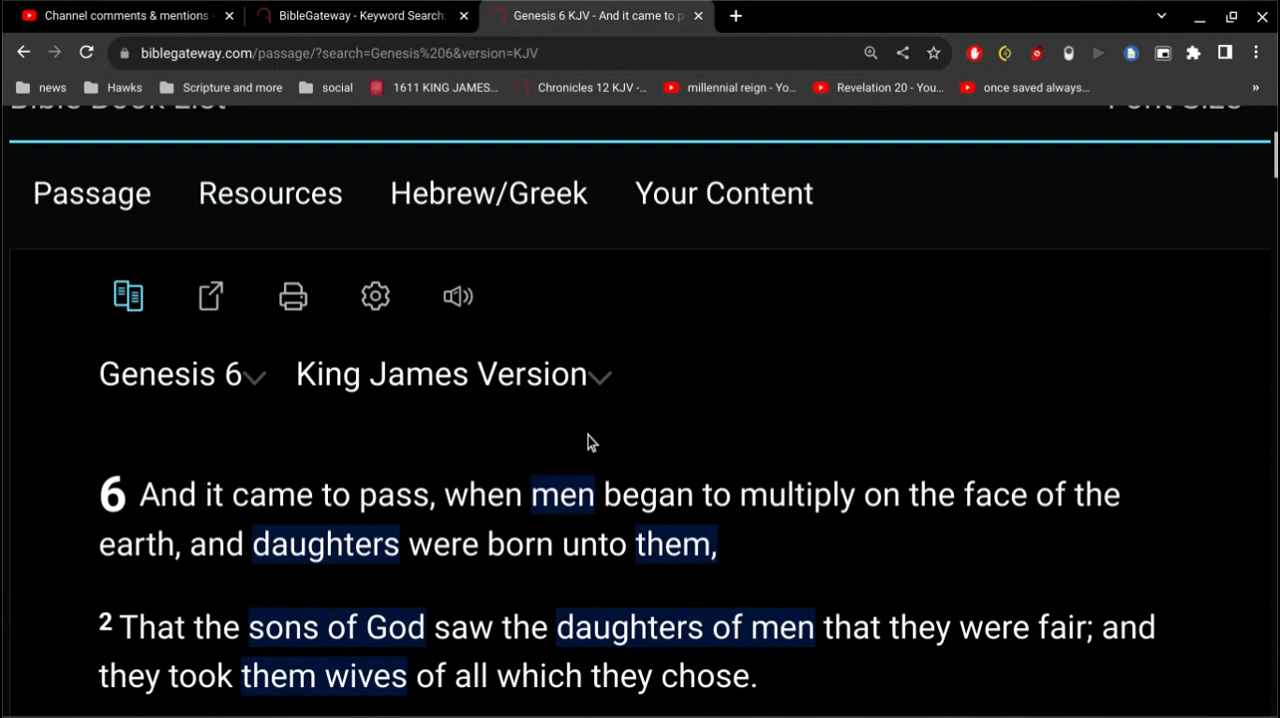 Channel comments & mentions
BibleGateway - Keyword Search:
Genesis 6 KJV - And it came to p
biblegateway.com/passage/?search=Genesis%206&version=KJV
news
Hawks
Scripture and more
social
1611 KING JAMES...
Chronicles 12 KJV -...
millennial reign - Yo...
Revelation 20 - You...
once saved always...
»
Bible Book List
Font Size
Passage
Resources
Hebrew/Greek
Your Content
Genesis 6
King James Version
6 And it came to pass, when men began to multiply on the face of the
earth, and daughters were born unto them,
2 That the sons of God saw the daughters of men that they were fair; and
they took them wives of all which they chose.